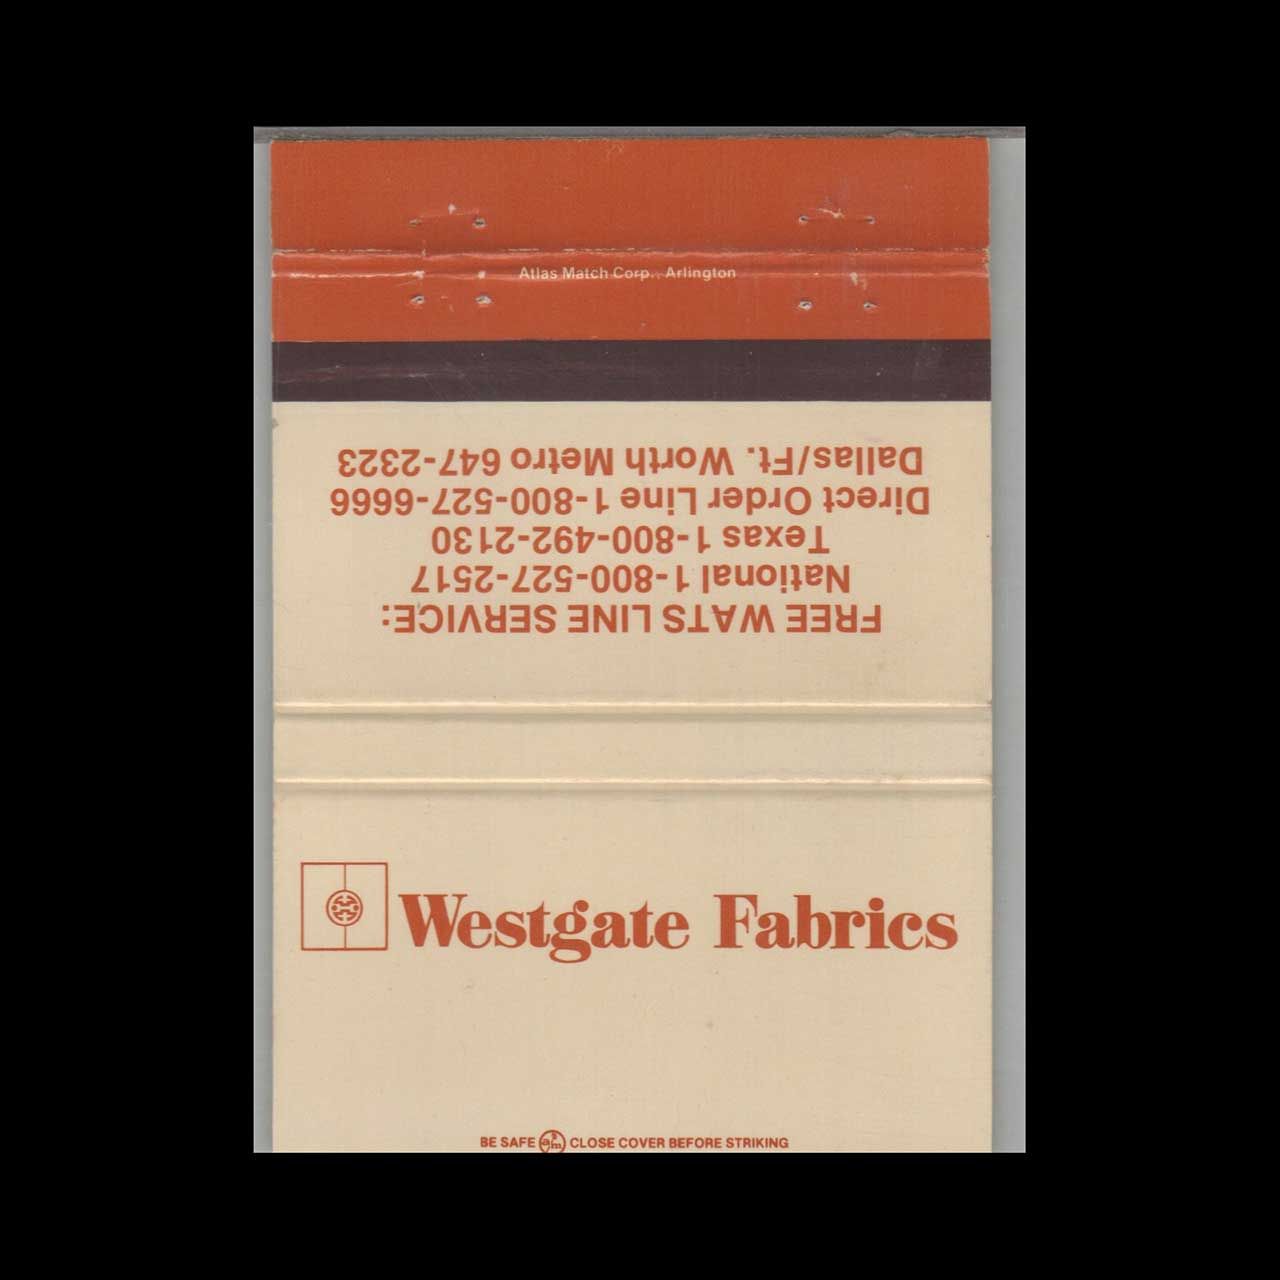 Atlas Match Corp., Arlington
FREE WATS LINE SERVICE:
National 1-800-527-2517
Texas 1-800-492-2130
Direct Order Line 1-800-527-6666
Dallas/Ft. Worth Metro 647-2323
Westgate Fabrics
BE SAFE am CLOSE COVER BEFORE STRIKING